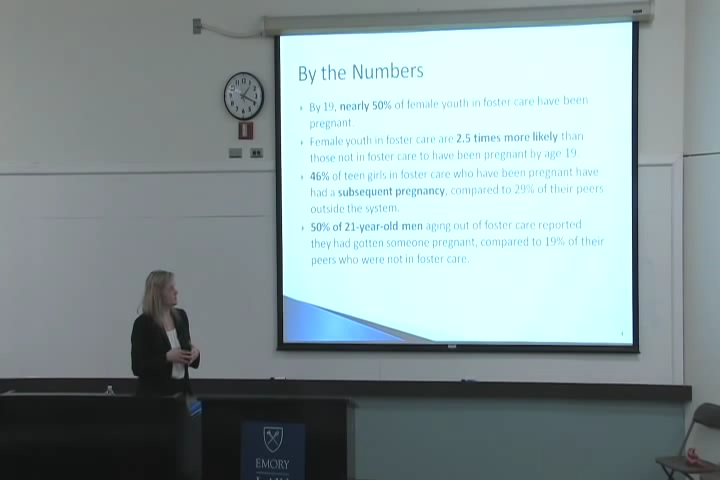 By the Numbers
By 19, nearly 50% of female youth in foster care have been
pregnant.
Female youth in foster care are 2.5 times more likely than
those not in foster care to have been pregnant by age 19
46% of teen girls in foster care who have been pregnant have
had a subsequent pregnancy, compared to 29% of their peers
outside the system.
50% of 21-year-old men aging out of foster care reported
they had gotten someone pregnant, compared to 19% of their
peers who were not in foster care.
EMORY